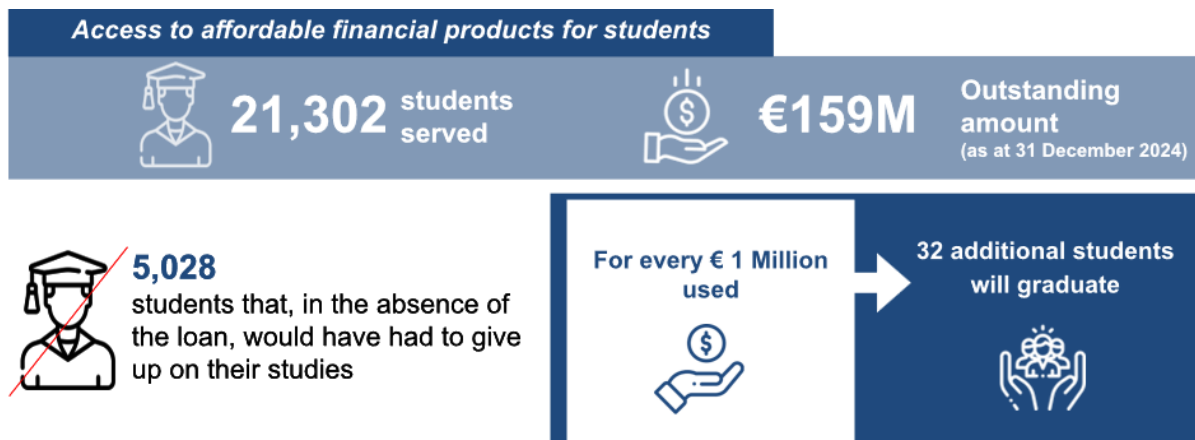 Access to affordable financial products for students
21,302 students
served
€159M
Outstanding
amount
(as at 31 December 2024)
5,028
students that, in the absence of
the loan, would have had to give
up on their studies
For every € 1 Million
used
32 additional students
will graduate